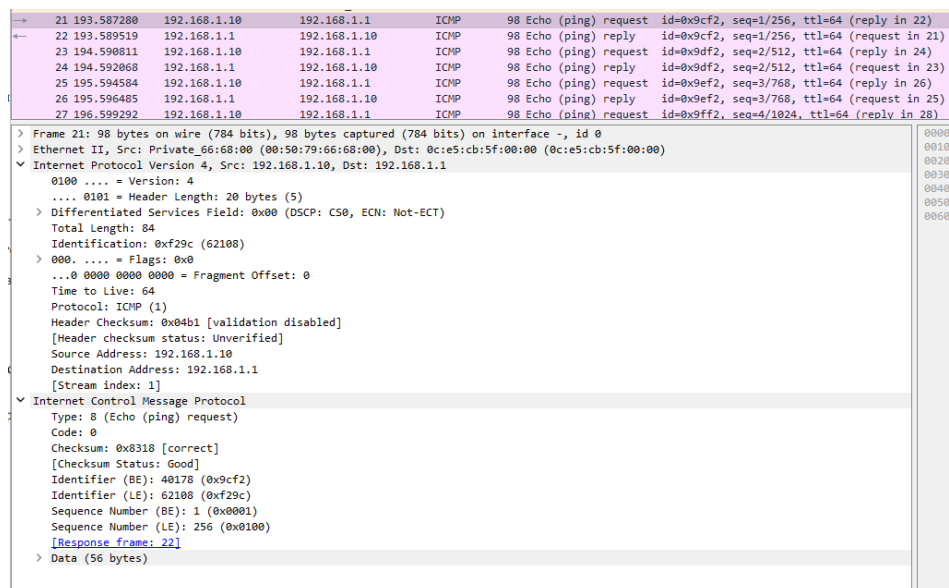 21 193.587280 192.168.1.10 192.168.1.1 ICMP 98 Echo (ping) request id=0x9cf2, seq=1/256, ttl=64 (reply in 22)
22 193.589519 192.168.1.1 192.168.1.10 ICMP 98 Echo (ping) reply id=0x9cf2, seq=1/256, ttl=64 (request in 21)
23 194.590811 192.168.1.10 192.168.1.1 ICMP 98 Echo (ping) request id=0x9df2, seq=2/512, ttl=64 (reply in 24)
24 194.592068 192.168.1.1 192.168.1.10 ICMP 98 Echo (ping) reply id=0x9df2, seq=2/512, ttl=64 (request in 23)
25 195.594584 192.168.1.10 192.168.1.1 ICMP 98 Echo (ping) request id=0x9ef2, seq=3/768, ttl=64 (reply in 26)
26 195.596485 192.168.1.1 192.168.1.10 ICMP 98 Echo (ping) reply id=0x9ef2, seq=3/768, ttl=64 (request in 25)
27 196.599292 192.168.1.10 192.168.1.1 ICMP 98 Echo (ping) request id=0x9ff2, seq=4/1024, ttl=64 (reply in 28)
Frame 21: 98 bytes on wire (784 bits), 98 bytes captured (784 bits) on interface -, id 0
Ethernet II, Src: Private_66:68:00 (00:50:79:66:68:00), Dst: 0c:e5:cb:5f:00:00 (0c:e5:cb:5f:00:00)
Internet Protocol Version 4, Src: 192.168.1.10, Dst: 192.168.1.1
0100 .... = Version: 4
.... 0101 = Header Length: 20 bytes (5)
Differentiated Services Field: 0x00 (DSCP: CS0, ECN: Not-ECT)
Total Length: 84
Identification: 0xf29c (62108)
000. .... = Flags: 0x0
...0 0000 0000 0000 = Fragment Offset: 0
Time to Live: 64
Protocol: ICMP (1)
Header Checksum: 0x04b1 [validation disabled]
[Header checksum status: Unverified]
Source Address: 192.168.1.10
Destination Address: 192.168.1.1
[Stream index: 1]
Internet Control Message Protocol
Type: 8 (Echo (ping) request)
Code: 0
Checksum: 0x8318 [correct]
[Checksum Status: Good]
Identifier (BE): 40178 (0x9cf2)
Identifier (LE): 62108 (0xf29c)
Sequence Number (BE): 1 (0x0001)
Sequence Number (LE): 256 (0x0100)
[Response frame: 22]
Data (56 bytes)
0000
0010
0020
0030
0040
0050
0060